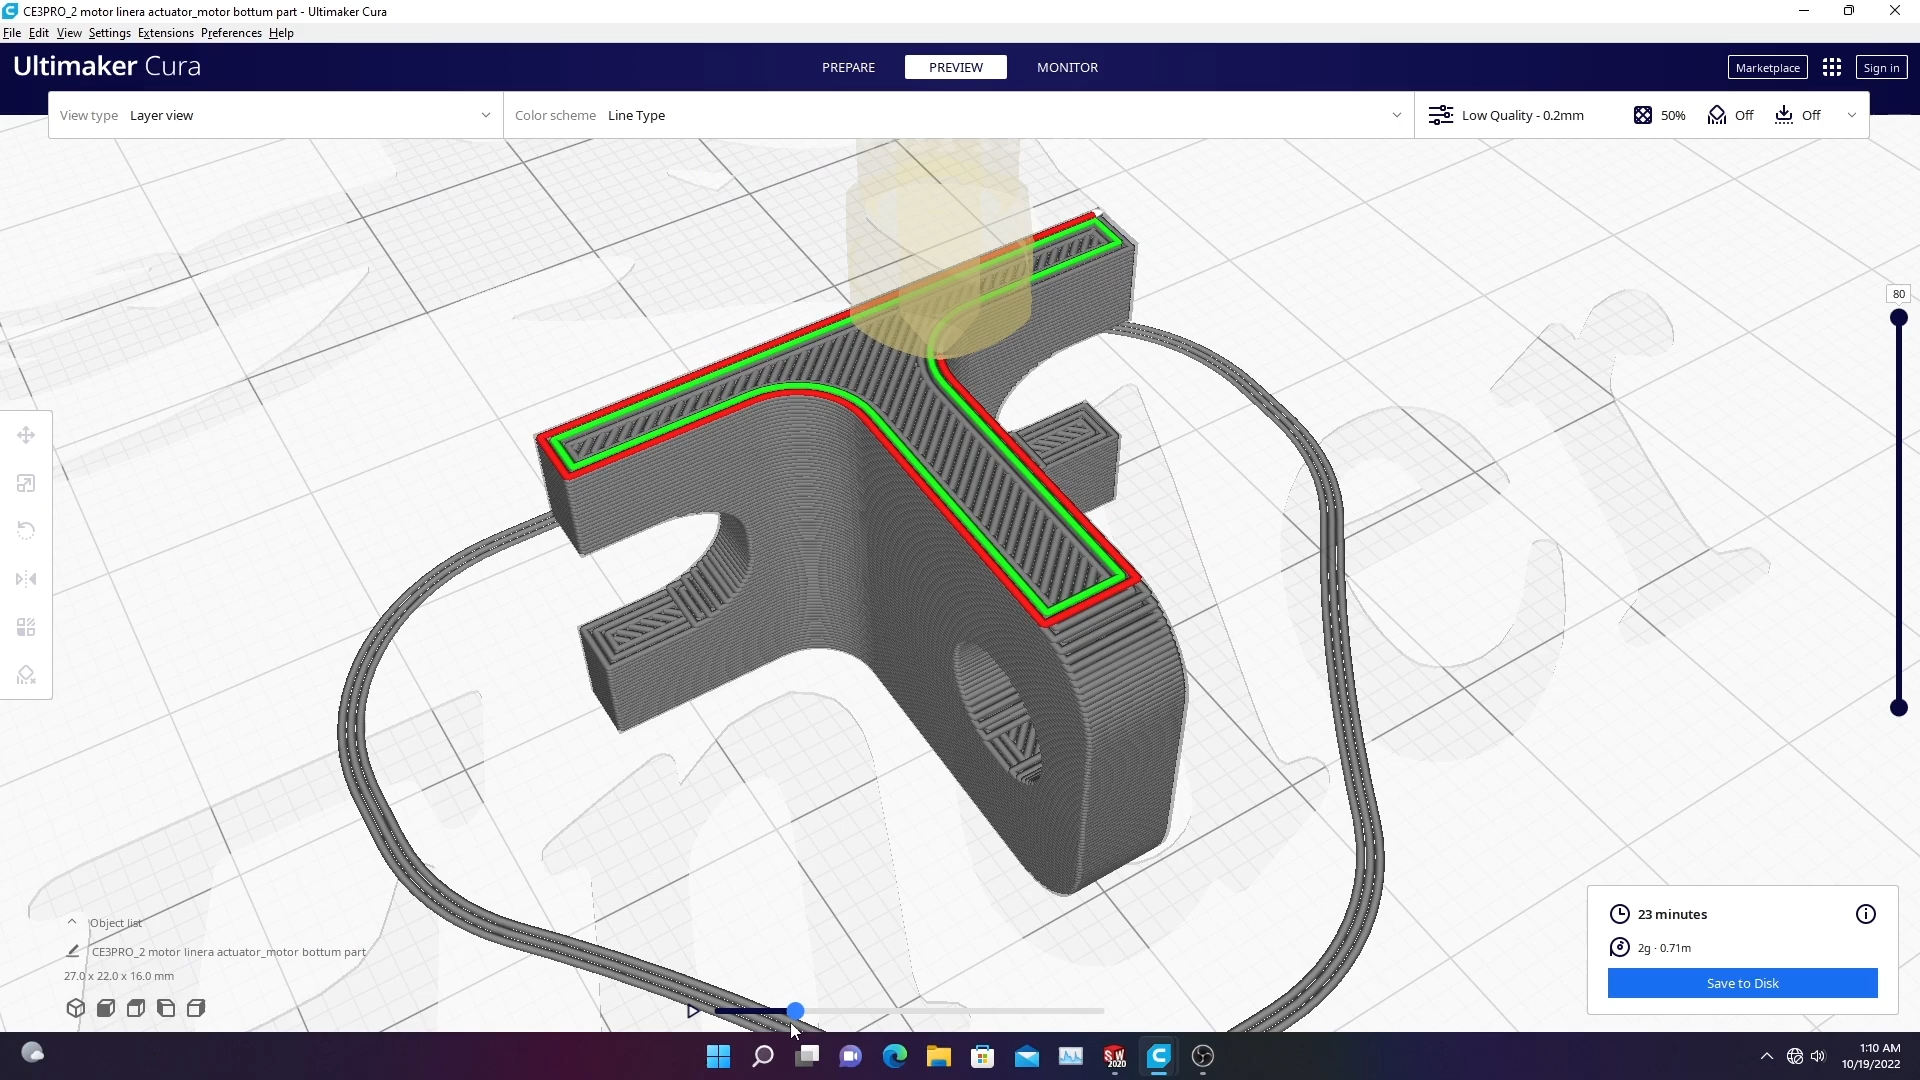 CE3PRO_2 motor linera actuator_motor bottum part - Ultimaker Cura
File Edit View Settings Extensions Preferences Help
Ultimaker Cura
PREPARE PREVIEW MONITOR
Marketplace Sign in
View type Layer view
Color scheme Line Type
Low Quality - 0.2mm 50% Off Off
80
Object list
CE3PRO_2 motor linera actuator_motor bottum part
27.0 x 22.0 x 16.0 mm
23 minutes
2g · 0.71m
Save to Disk
SW
2020
1:10 AM
10/19/2022